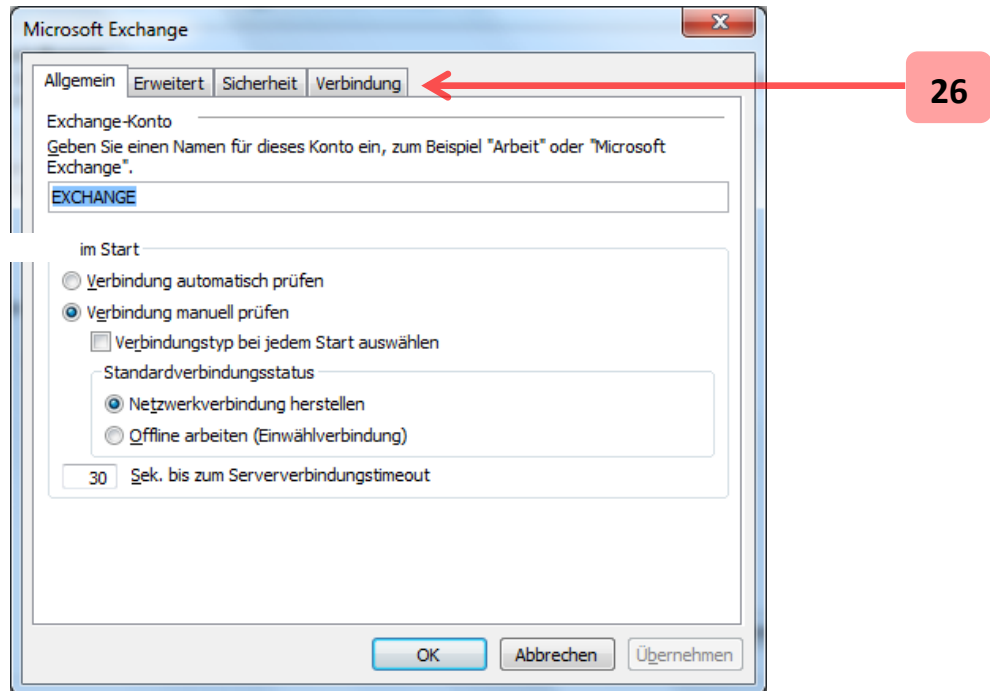 Microsoft Exchange
Allgemein Erweitert Sicherheit Verbindung
26
Exchange-Konto
Geben Sie einen Namen für dieses Konto ein, zum Beispiel "Arbeit" oder "Microsoft
Exchange".
EXCHANGE
im Start
Verbindung automatisch prüfen
Verbindung manuell prüfen
Verbindungstyp bei jedem Start auswählen
Standardverbindungsstatus
Netzwerkverbindung herstellen
Offline arbeiten (Einwählverbindung)
30 Sek. bis zum Serververbindungstimeout
OK Abbrechen Übernehmen